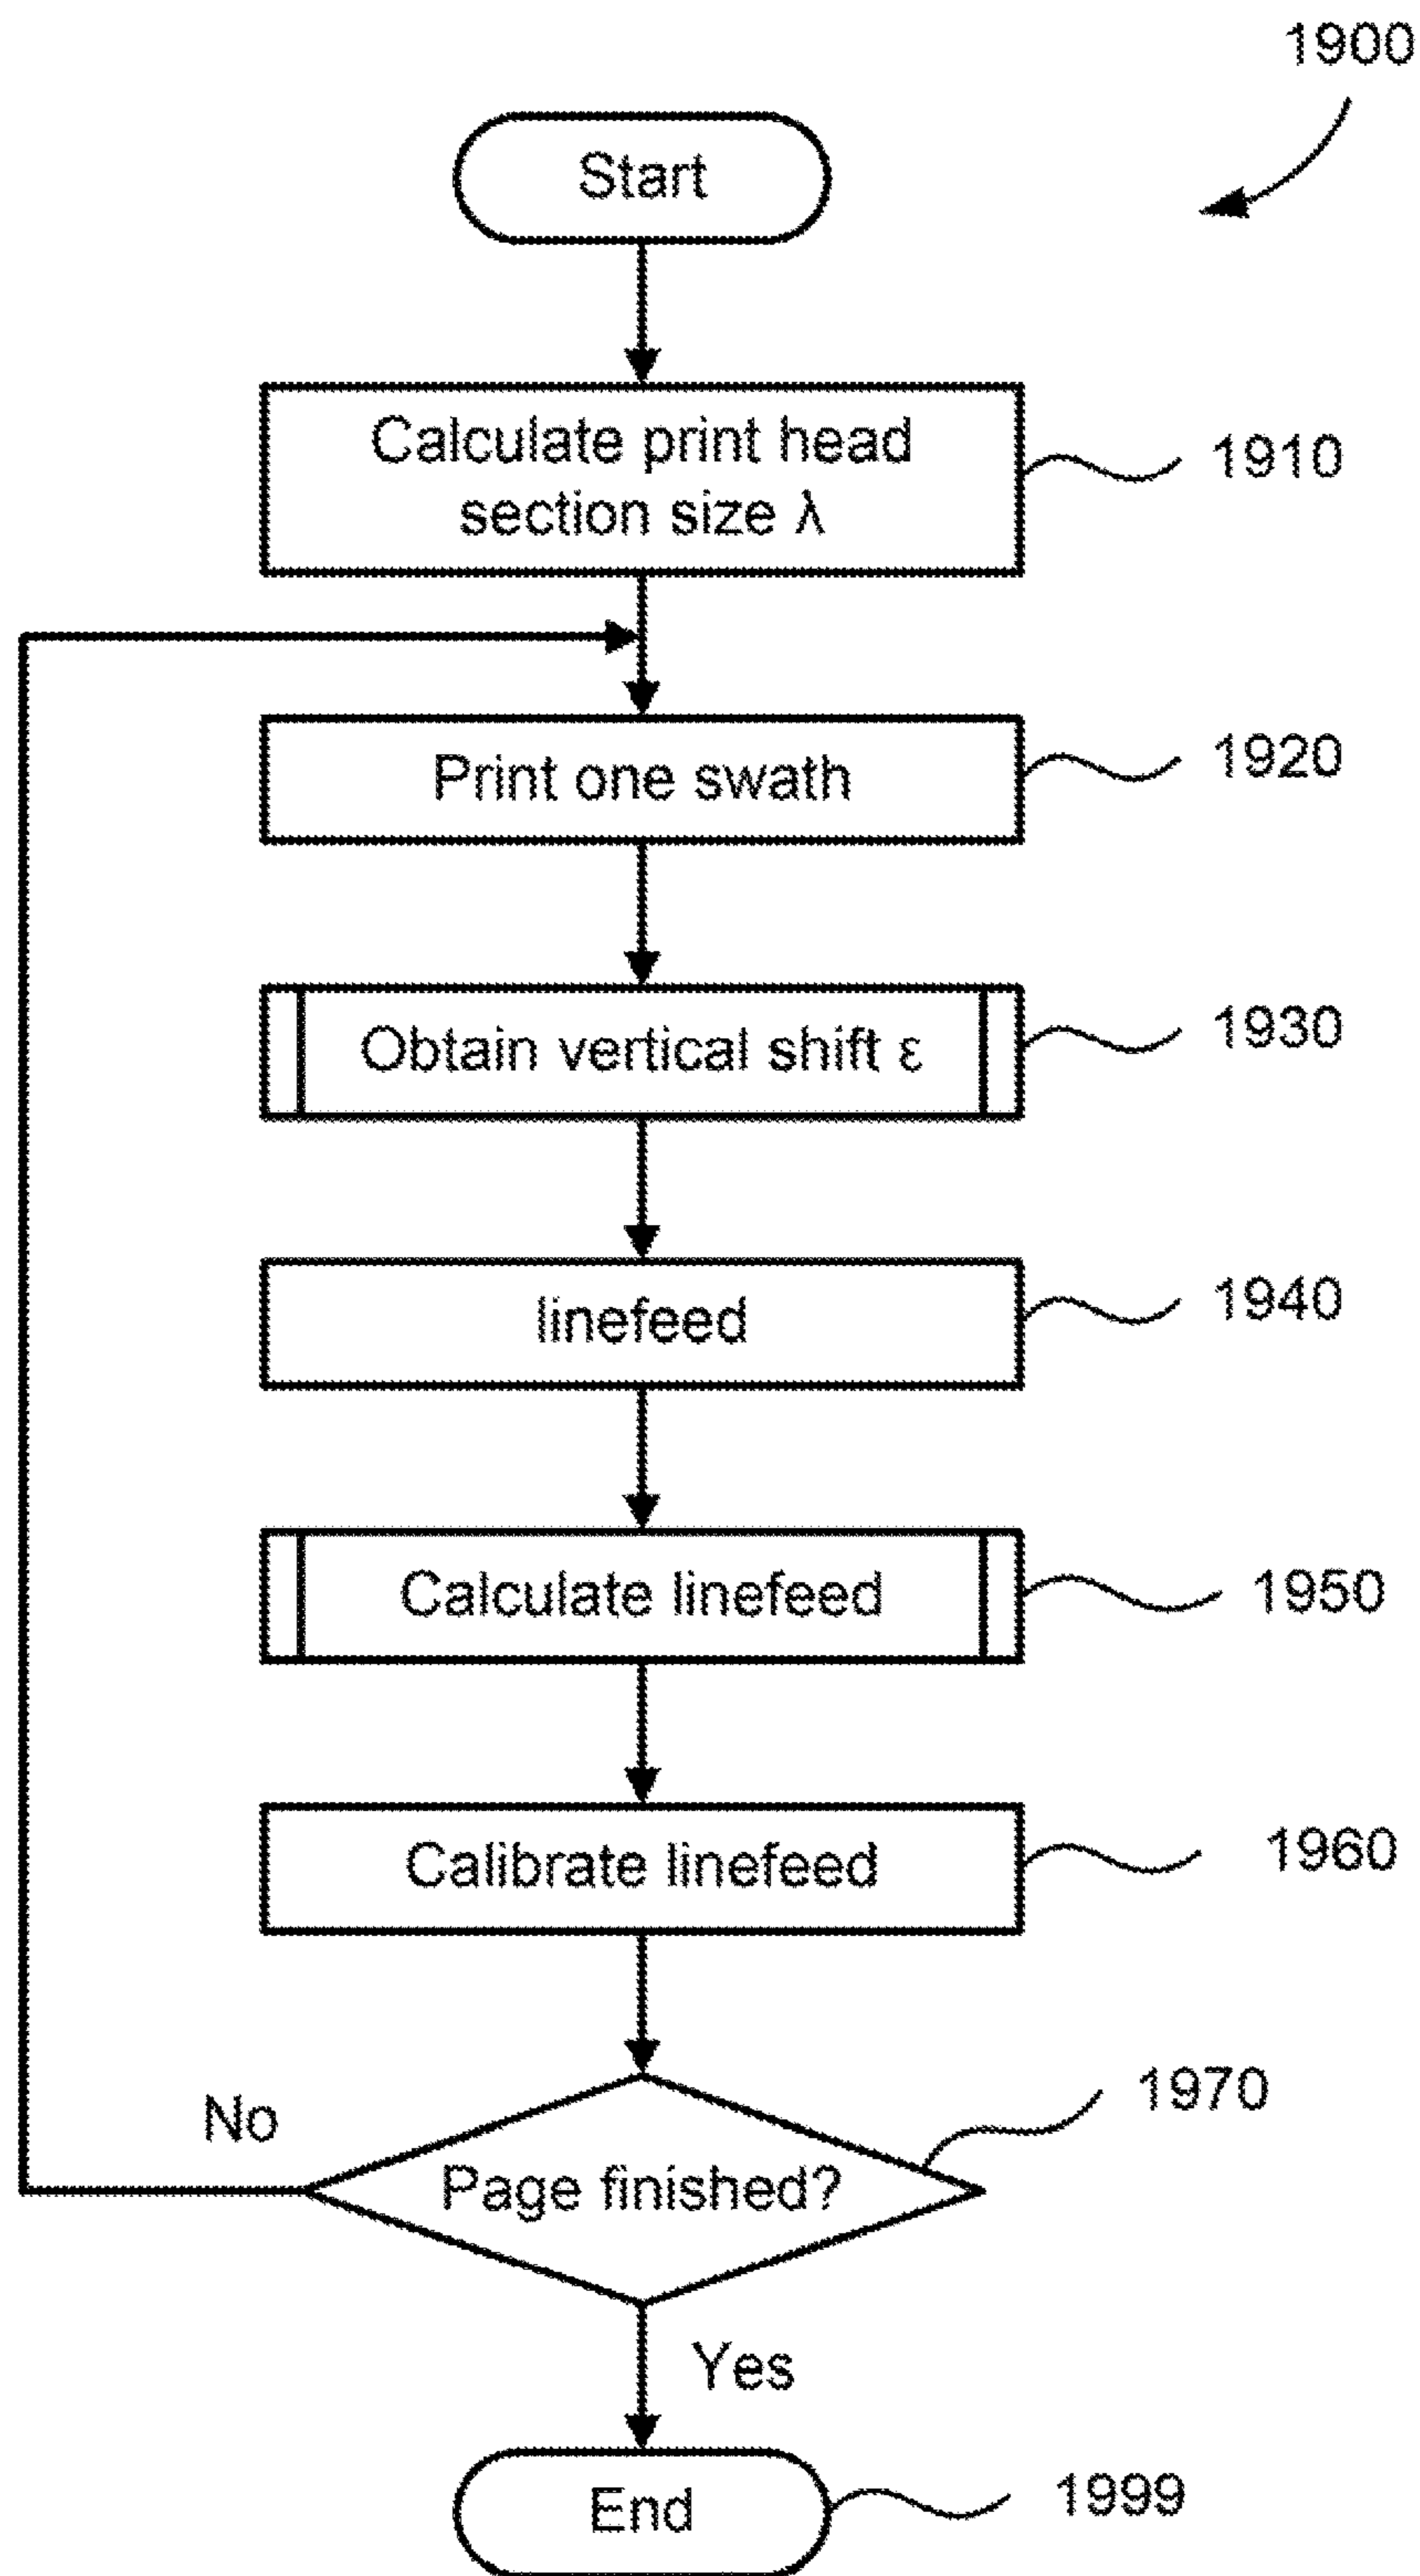 1900
Start
Calculate print head
section size λ
1910
Print one swath
1920
Obtain vertical shift ε
1930
linefeed
1940
Calculate linefeed
1950
Calibrate linefeed
1960
Page finished?
1970
No
Yes
End
1999